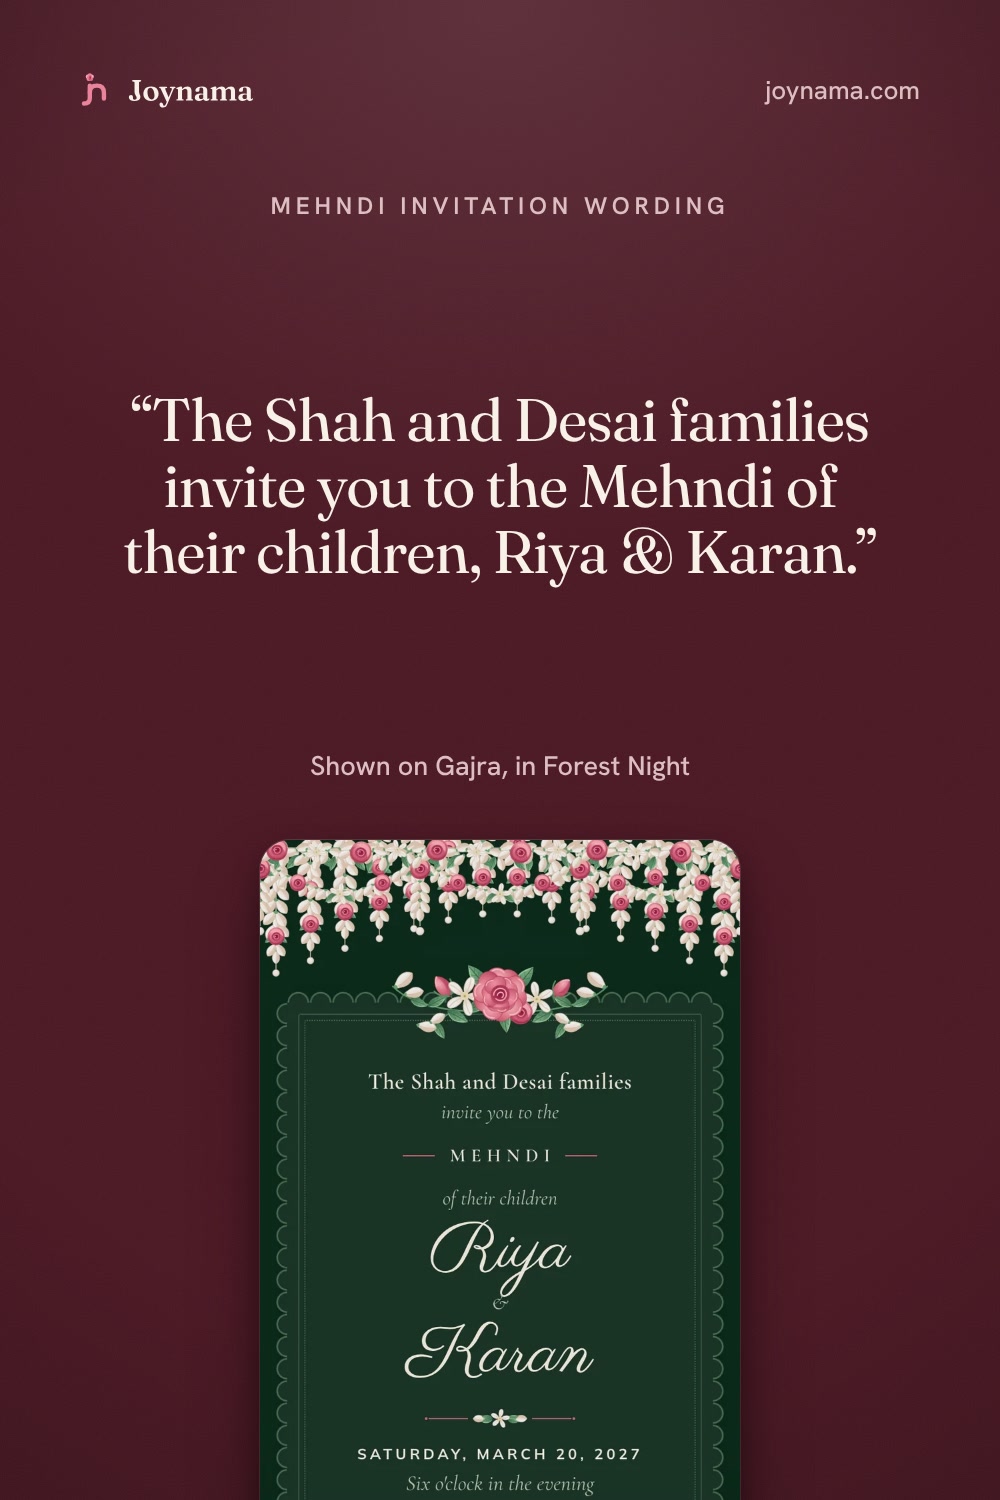 Joynama
joynama.com
MEHNDI INVITATION WORDING
“The Shah and Desai families
invite you to the Mehndi of
their children, Riya & Karan.”
Shown on Gajra, in Forest Night
The Shah and Desai families
invite you to the
MEHNDI
of their children
Riya
&
Karan
SATURDAY, MARCH 20, 2027
Six o'clock in the evening